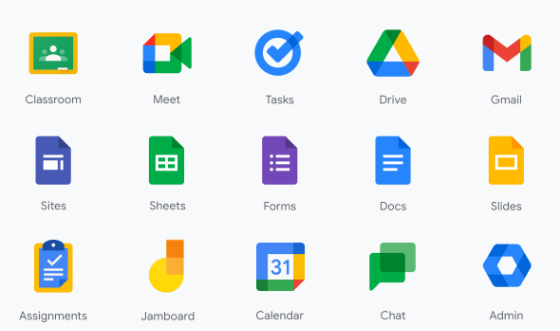 Classroom Meet Tasks Drive Gmail
Sites Sheets Forms Docs Slides
31
Assignments Jamboard Calendar Chat Admin